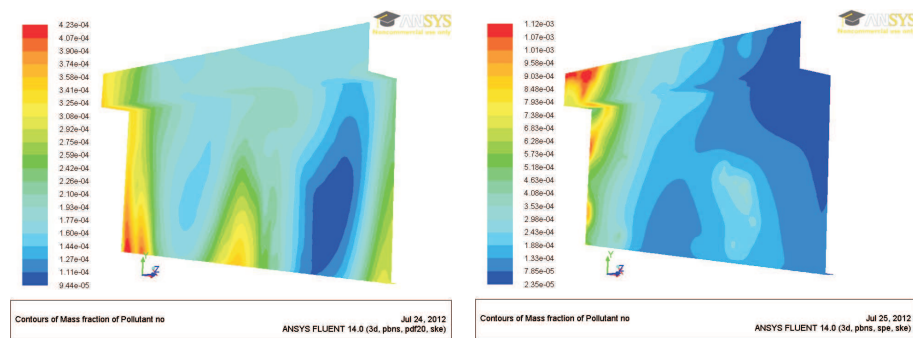 4.23e-04
4.07e-04
3.90e-04
3.74e-04
3.58e-04
3.41e-04
3.25e-04
3.08e-04
2.92e-04
2.75e-04
2.59e-04
2.42e-04
2.26e-04
2.10e-04
1.93e-04
1.77e-04
1.60e-04
1.44e-04
1.27e-04
1.11e-04
9.44e-05
ANSYS
Noncommercial use only
Y
Z
Contours of Mass fraction of Pollutant no
Jul 24, 2012
ANSYS FLUENT 14.0 (3d, pbns, pdf20, ske)
1.12e-03
1.07e-03
1.01e-03
9.58e-04
9.03e-04
8.48e-04
7.93e-04
7.38e-04
6.83e-04
6.28e-04
5.73e-04
5.18e-04
4.63e-04
4.08e-04
3.53e-04
2.98e-04
2.43e-04
1.88e-04
1.33e-04
7.85e-05
2.35e-05
ANSYS
Noncommercial use only
Y
Z
Contours of Mass fraction of Pollutant no
Jul 25, 2012
ANSYS FLUENT 14.0 (3d, pbns, spe, ske)